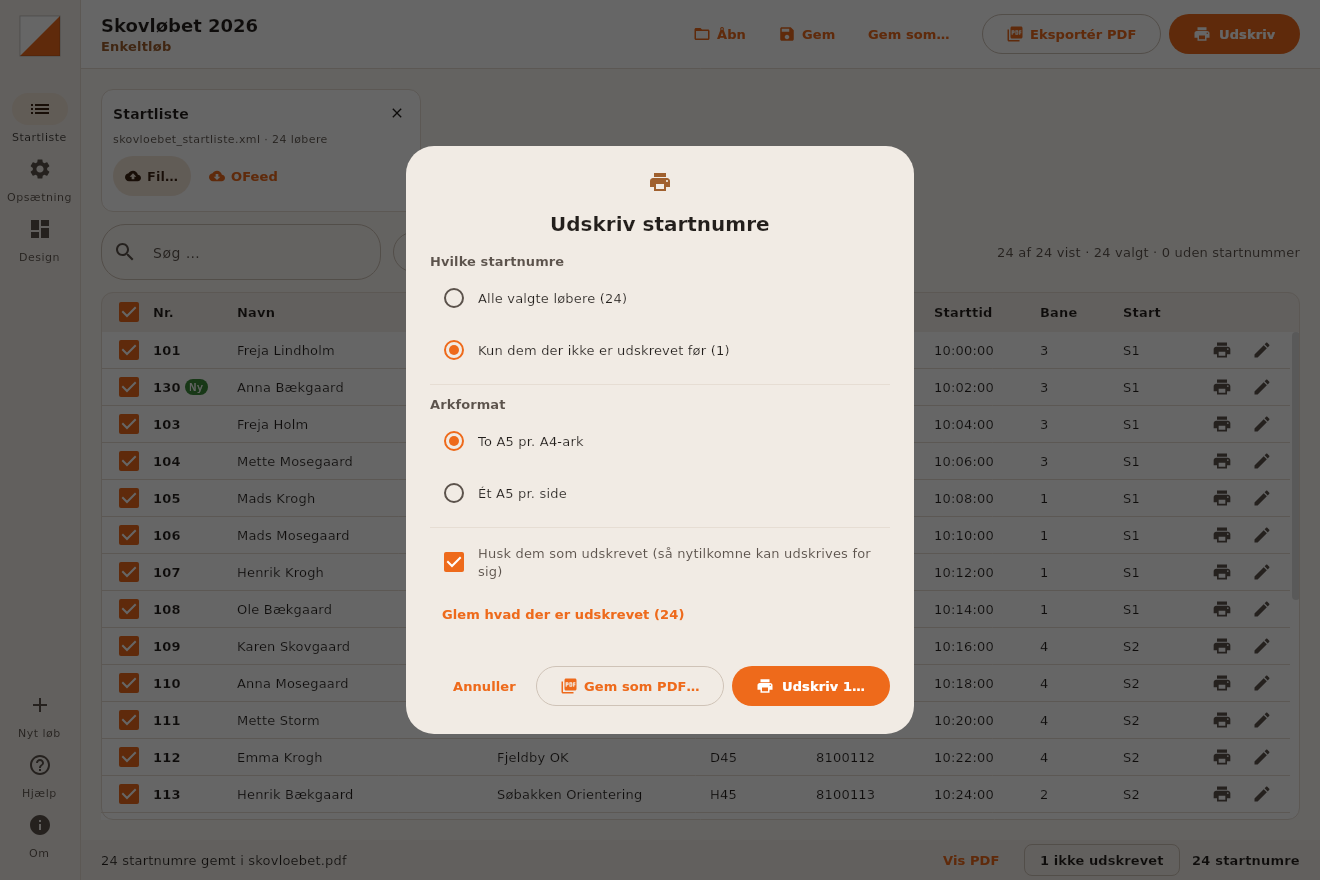 Skovløbet 2026
Enkeltløb
Åbn
Gem
Gem som…
Eksportér PDF
Udskriv
Startliste
Opsætning
Design
Nyt løb
Hjælp
Om
Startliste
skovloebet_startliste.xml · 24 løbere
Fil…
OFeed
Søg …
24 af 24 vist · 24 valgt · 0 uden startnummer
Nr. Navn Starttid Bane Start
101 Freja Lindholm 10:00:00 3 S1
130 Ny Anna Bækgaard 10:02:00 3 S1
103 Freja Holm 10:04:00 3 S1
104 Mette Mosegaard 10:06:00 3 S1
105 Mads Krogh 10:08:00 1 S1
106 Mads Mosegaard 10:10:00 1 S1
107 Henrik Krogh 10:12:00 1 S1
108 Ole Bækgaard 10:14:00 1 S1
109 Karen Skovgaard 10:16:00 4 S2
110 Anna Mosegaard 10:18:00 4 S2
111 Mette Storm 10:20:00 4 S2
112 Emma Krogh Fjeldby OK D45 8100112 10:22:00 4 S2
113 Henrik Bækgaard Søbakken Orientering H45 8100113 10:24:00 2 S2
Udskriv startnumre
Hvilke startnumre
Alle valgte løbere (24)
Kun dem der ikke er udskrevet før (1)
Arkformat
To A5 pr. A4-ark
Ét A5 pr. side
Husk dem som udskrevet (så nytilkomne kan udskrives for
sig)
Glem hvad der er udskrevet (24)
Annuller
PDF Gem som PDF…
Udskriv 1…
24 startnumre gemt i skovloebet.pdf
Vis PDF
1 ikke udskrevet
24 startnumre